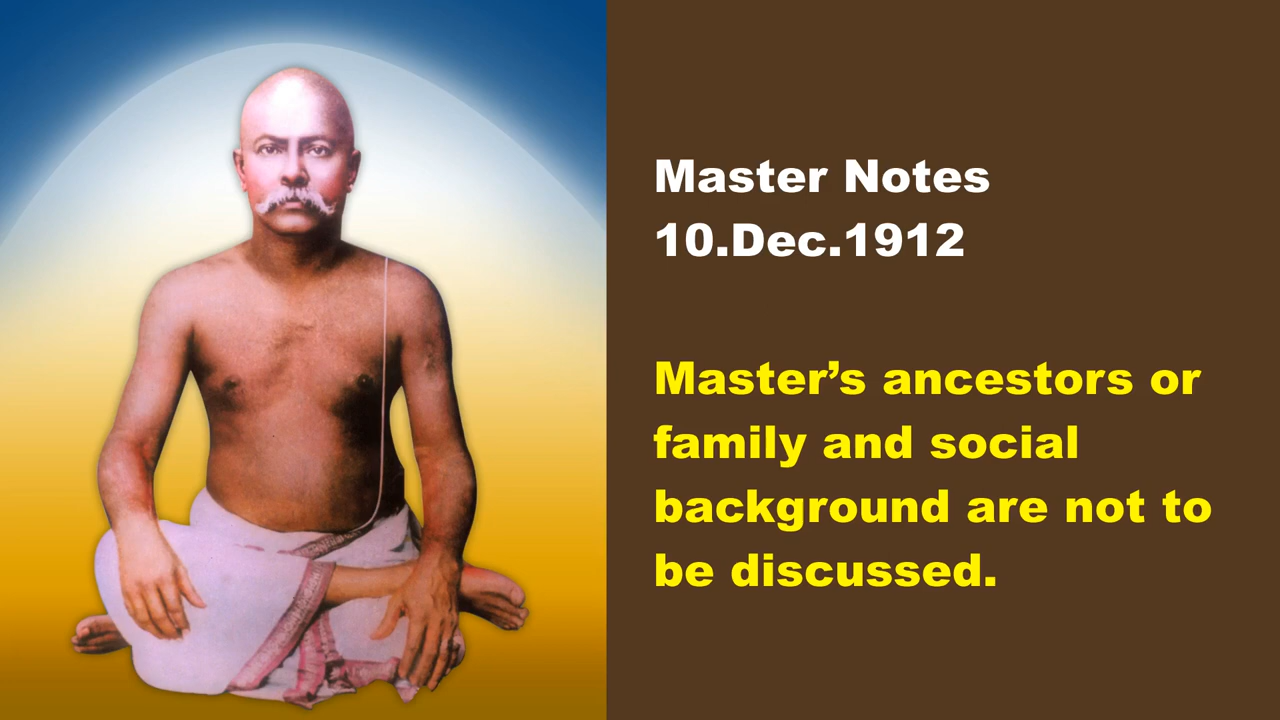 Master Notes
10.Dec.1912
Master’s ancestors or
family and social
background are not to
be discussed.